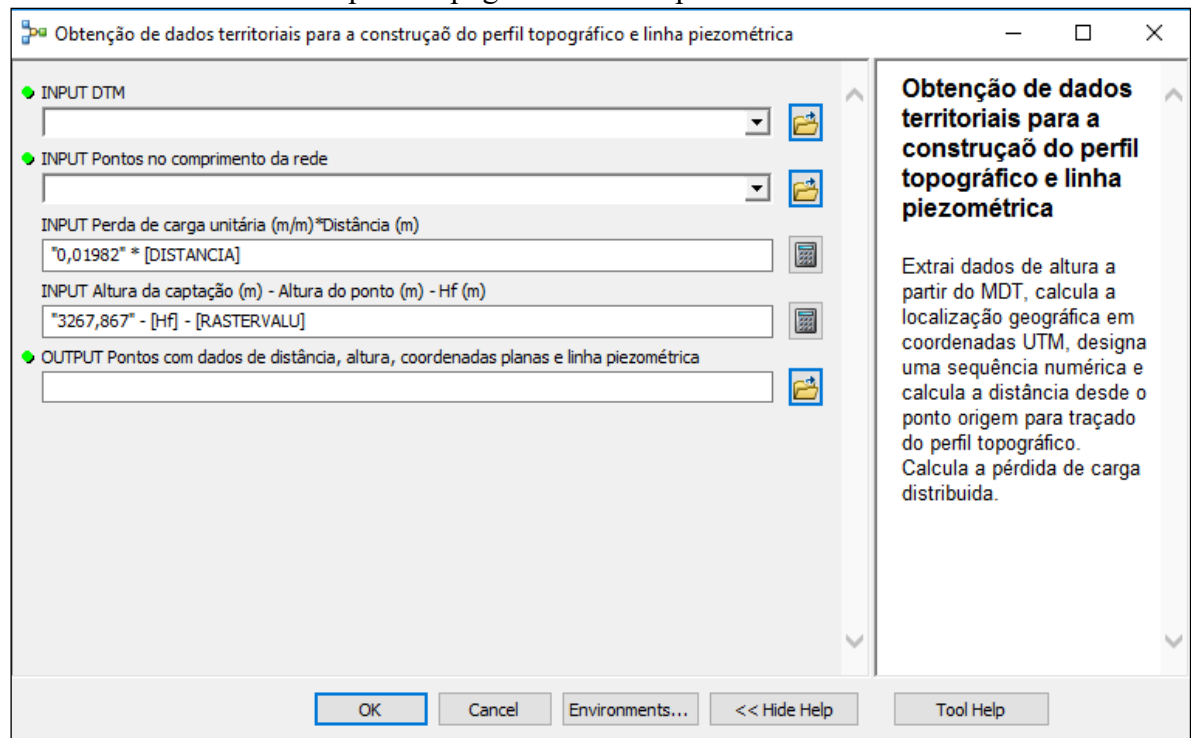 Obtenção de dados territoriais para a construçaõ do perfil topográfico e linha piezométrica
INPUT DTM
INPUT Pontos no comprimento da rede
INPUT Perda de carga unitária (m/m)*Distância (m)
"0,01982" * [DISTANCIA]
INPUT Altura da captação (m) - Altura do ponto (m) - Hf (m)
"3267,867" - [Hf] - [RASTERVALU]
OUTPUT Pontos com dados de distância, altura, coordenadas planas e linha piezométrica
Obtenção de dados
territoriais para a
construçaõ do perfil
topográfico e linha
piezométrica
Extrai dados de altura a
partir do MDT, calcula a
localização geográfica em
coordenadas UTM, designa
uma sequência numérica e
calcula a distância desde o
ponto origem para traçado
do perfil topográfico.
Calcula a pérdida de carga
distribuida.
OK
Cancel
Environments...
<< Hide Help
Tool Help